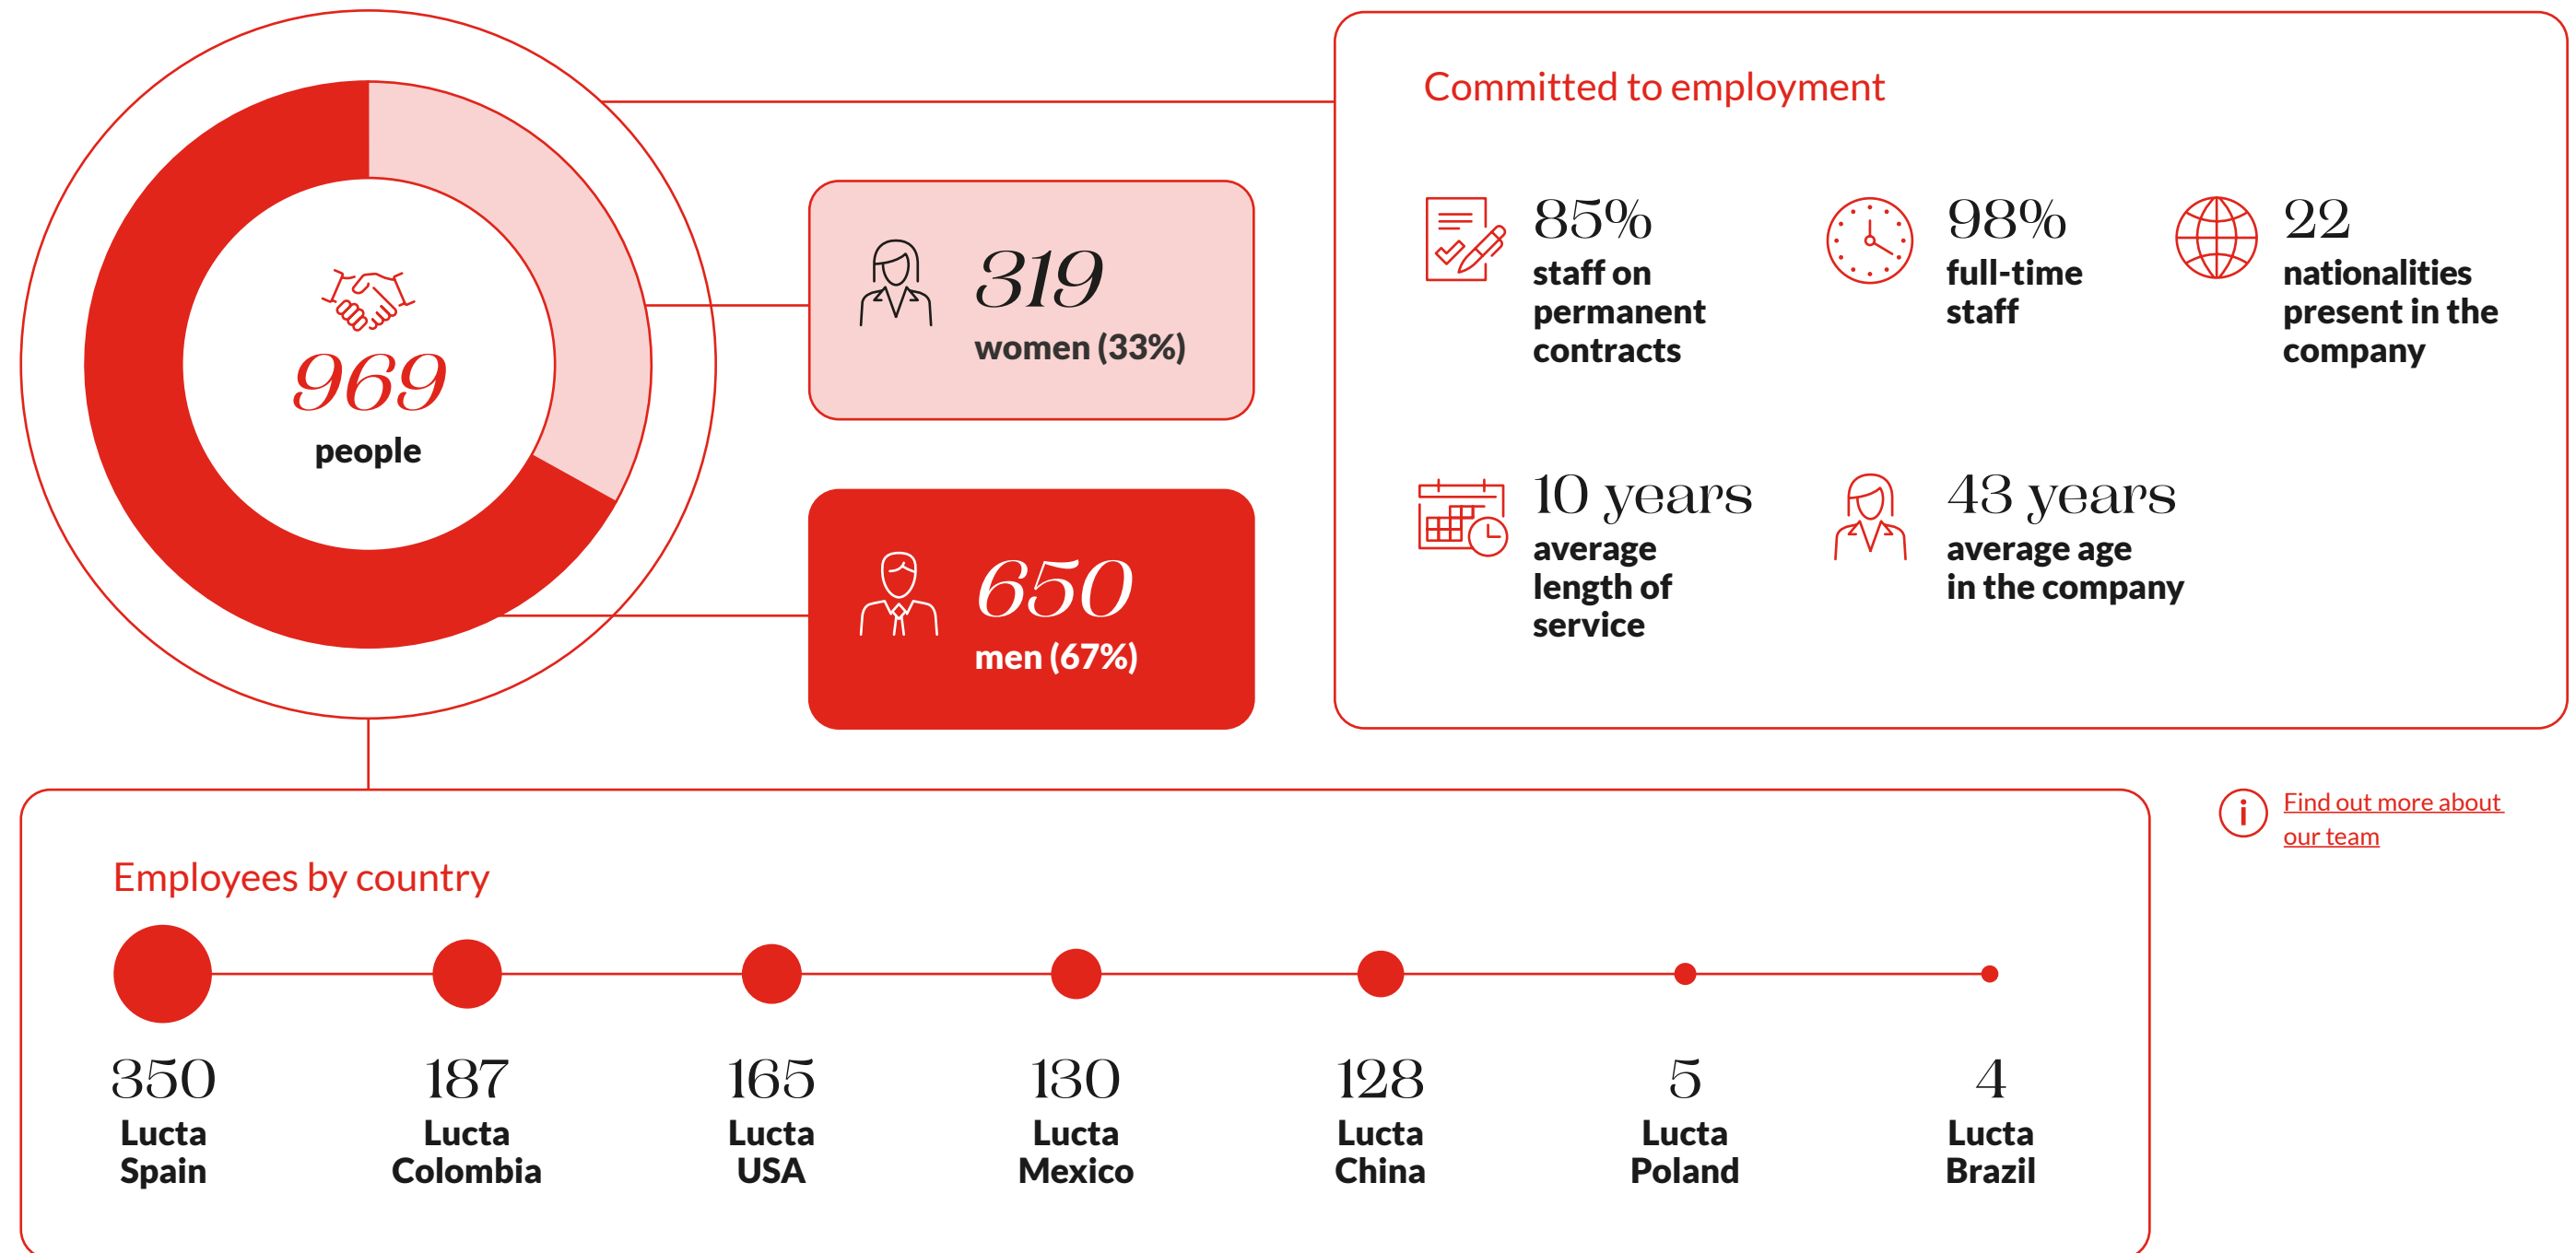 969
people
319
women (33%)
650
men (67%)
Committed to employment
85%
staff on
permanent
contracts
98%
full-time
staff
22
nationalities
present in the
company
10 years
average
length of
service
43 years
average age
in the company
Find out more about
our team
Employees by country
350
Lucta
Spain
187
Lucta
Colombia
165
Lucta
USA
130
Lucta
Mexico
128
Lucta
China
5
Lucta
Poland
4
Lucta
Brazil